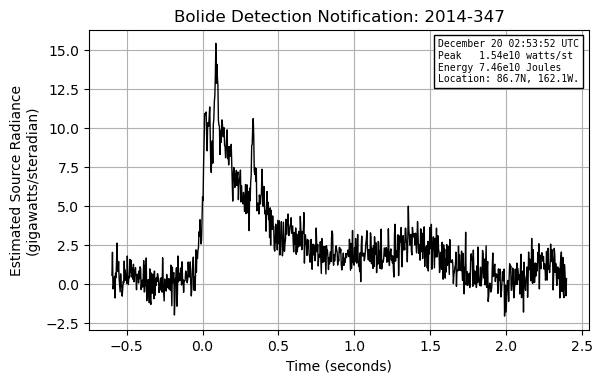 Bolide Detection Notification: 2014-347
December 20 02:53:52 UTC
Peak   1.54e10 watts/st
Energy 7.46e10 Joules
Location: 86.7N, 162.1W.
Estimated Source Radiance
(gigawatts/steradian)
15.0
12.5
10.0
7.5
5.0
2.5
0.0
−2.5
−0.5
0.0
0.5
1.0
1.5
2.0
2.5
Time (seconds)